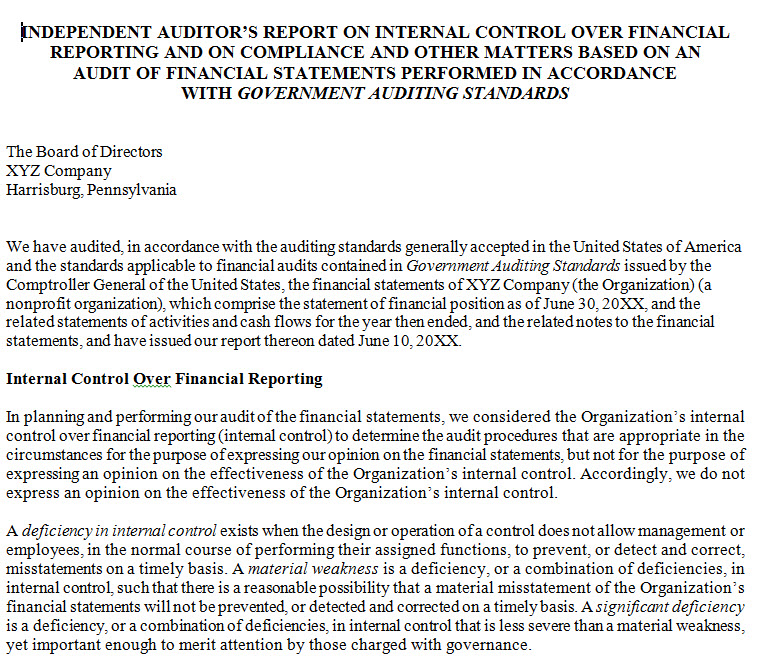 INDEPENDENT AUDITOR’S REPORT ON INTERNAL CONTROL OVER FINANCIAL
REPORTING AND ON COMPLIANCE AND OTHER MATTERS BASED ON AN
AUDIT OF FINANCIAL STATEMENTS PERFORMED IN ACCORDANCE
WITH GOVERNMENT AUDITING STANDARDS
The Board of Directors
XYZ Company
Harrisburg, Pennsylvania
We have audited, in accordance with the auditing standards generally accepted in the United States of America
and the standards applicable to financial audits contained in Government Auditing Standards issued by the
Comptroller General of the United States, the financial statements of XYZ Company (the Organization) (a
nonprofit organization), which comprise the statement of financial position as of June 30, 20XX, and the
related statements of activities and cash flows for the year then ended, and the related notes to the financial
statements, and have issued our report thereon dated June 10, 20XX.
Internal Control Over Financial Reporting
In planning and performing our audit of the financial statements, we considered the Organization’s internal
control over financial reporting (internal control) to determine the audit procedures that are appropriate in the
circumstances for the purpose of expressing our opinion on the financial statements, but not for the purpose of
expressing an opinion on the effectiveness of the Organization’s internal control. Accordingly, we do not
express an opinion on the effectiveness of the Organization’s internal control.
A deficiency in internal control exists when the design or operation of a control does not allow management or
employees, in the normal course of performing their assigned functions, to prevent, or detect and correct,
misstatements on a timely basis. A material weakness is a deficiency, or a combination of deficiencies, in
internal control, such that there is a reasonable possibility that a material misstatement of the Organization’s
financial statements will not be prevented, or detected and corrected on a timely basis. A significant deficiency
is a deficiency, or a combination of deficiencies, in internal control that is less severe than a material weakness,
yet important enough to merit attention by those charged with governance.